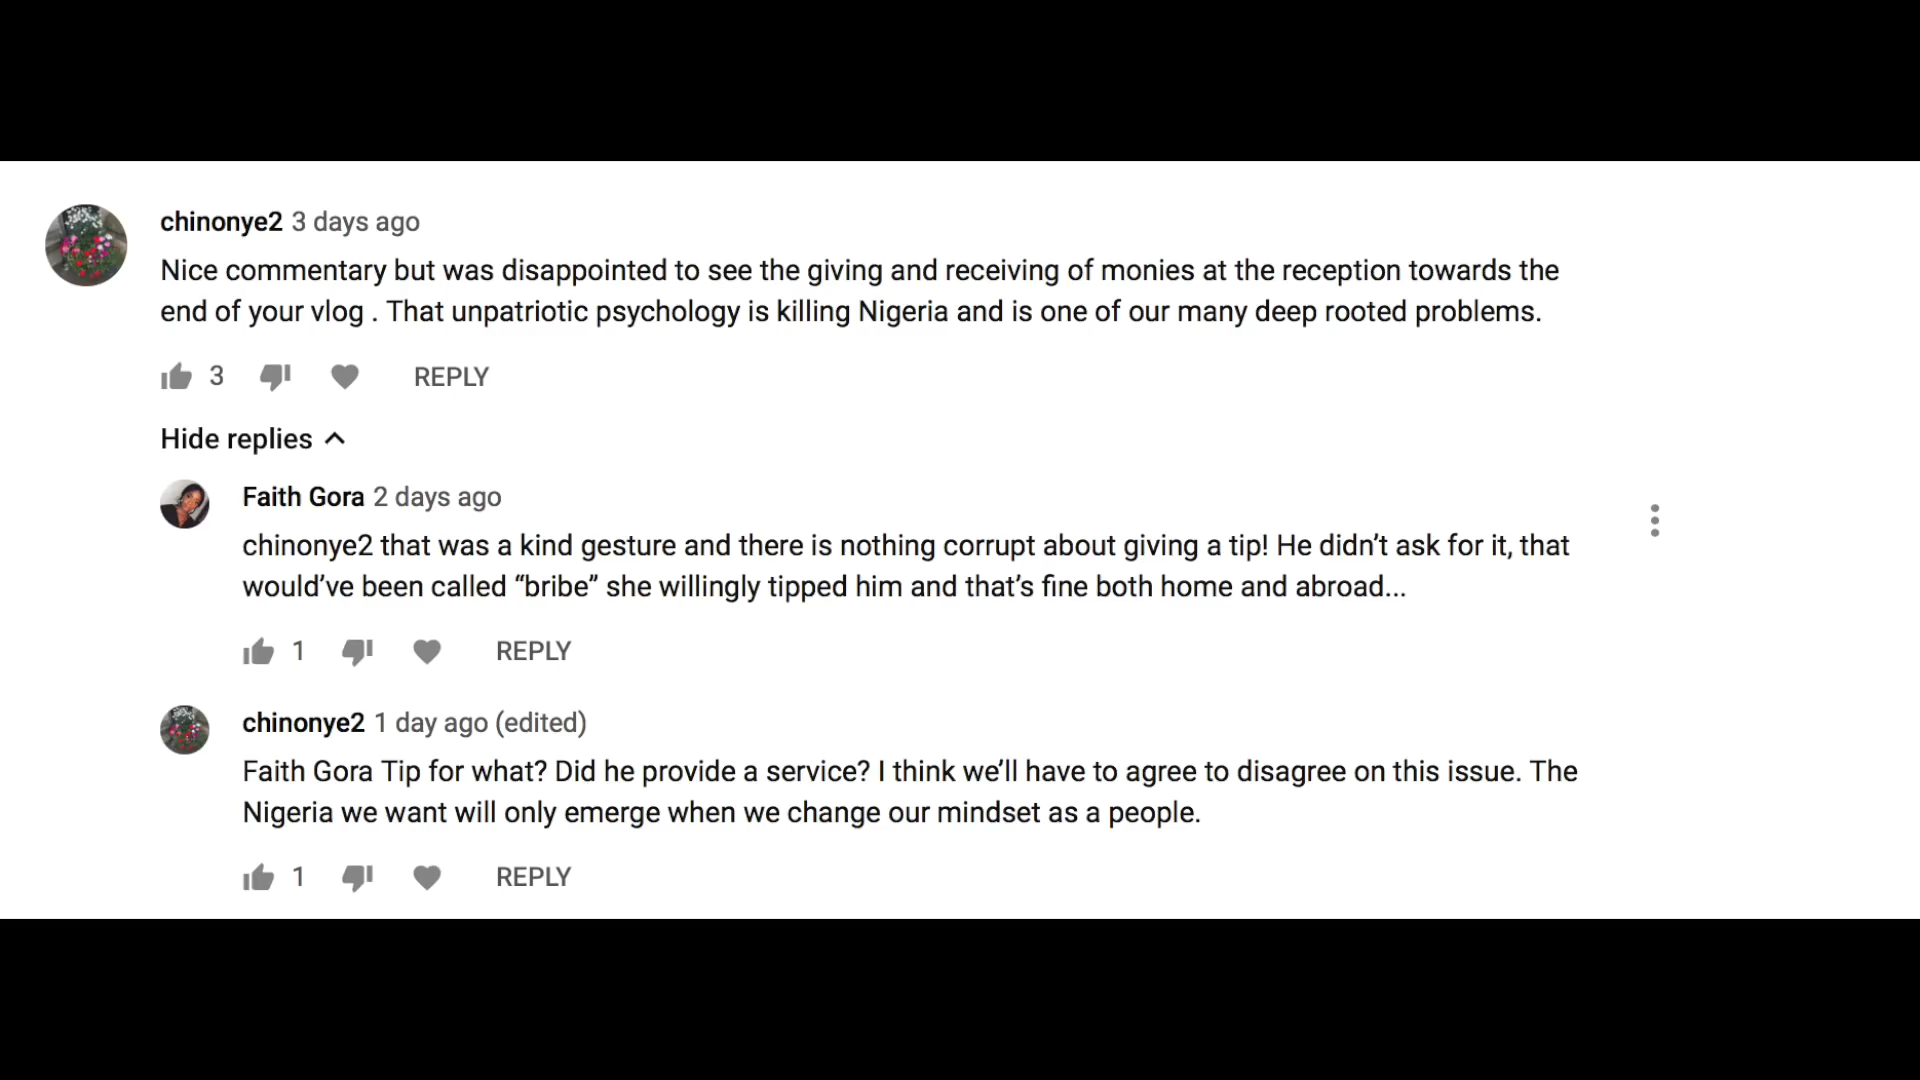 chinonye2 3 days ago
Nice commentary but was disappointed to see the giving and receiving of monies at the reception towards the
end of your vlog . That unpatriotic psychology is killing Nigeria and is one of our many deep rooted problems.
3 REPLY
Hide replies
Faith Gora 2 days ago
chinonye2 that was a kind gesture and there is nothing corrupt about giving a tip! He didn’t ask for it, that
would’ve been called “bribe” she willingly tipped him and that’s fine both home and abroad...
1 REPLY
chinonye2 1 day ago (edited)
Faith Gora Tip for what? Did he provide a service? I think we’ll have to agree to disagree on this issue. The
Nigeria we want will only emerge when we change our mindset as a people.
1 REPLY